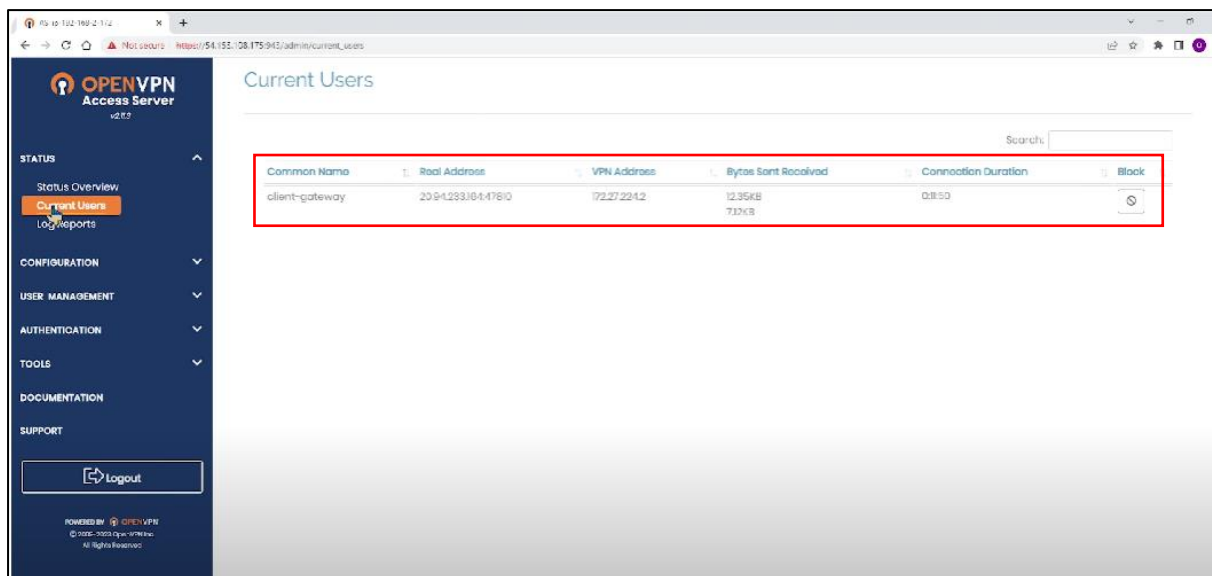 Not secure https://54.155.108.175:943/admin/current_users
OPENVPN
Access Server
Current Users
Search:
STATUS
Status Overview
Current Users
Log Reports
CONFIGURATION
USER MANAGEMENT
AUTHENTICATION
TOOLS
DOCUMENTATION
SUPPORT
Logout
POWERED BY OPENVPN
All Rights Reserved
Common Name Real Address VPN Address Bytes Sent Received Connection Duration Block
client-gateway 20.94.233.164:47810 172.27.224.2 12.35KB 0:11:50
7.12KB